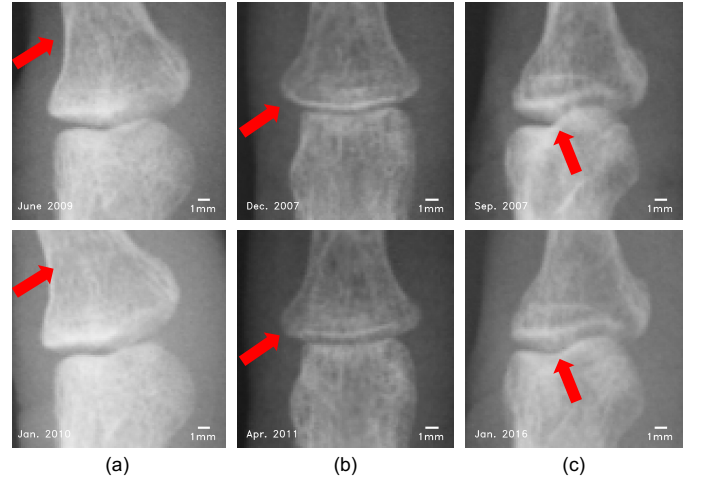 June 2009 1mm
Dec. 2007 1mm
Sep. 2007 1mm
Jan. 2010 1mm
Apr. 2011 1mm
Jan. 2016 1mm
(a) (b) (c)